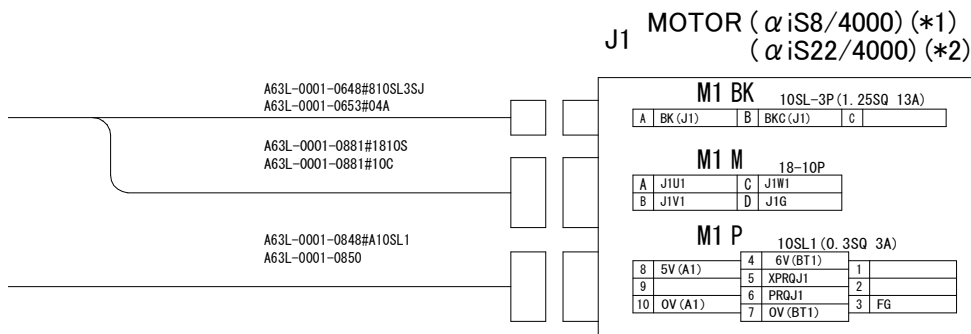 J1 MOTOR(αiS8/4000)(*1)
(αiS22/4000)(*2)
A63L-0001-0648#810SL3SJ
A63L-0001-0653#04A
M1 BK 10SL-3P(1.25SQ 13A)
A BK(J1) B BKC(J1) C
A63L-0001-0881#1810S
A63L-0001-0881#10C
M1 M 18-10P
A J1U1 C J1W1
B J1V1 D J1G
A63L-0001-0848#A10SL1
A63L-0001-0850
M1 P 10SL1(0.3SQ 3A)
8 5V(A1)
9
10 0V(A1)
4 6V(BT1)
5 XPRQJ1
6 PRQJ1
7 0V(BT1)
1
2
3 FG